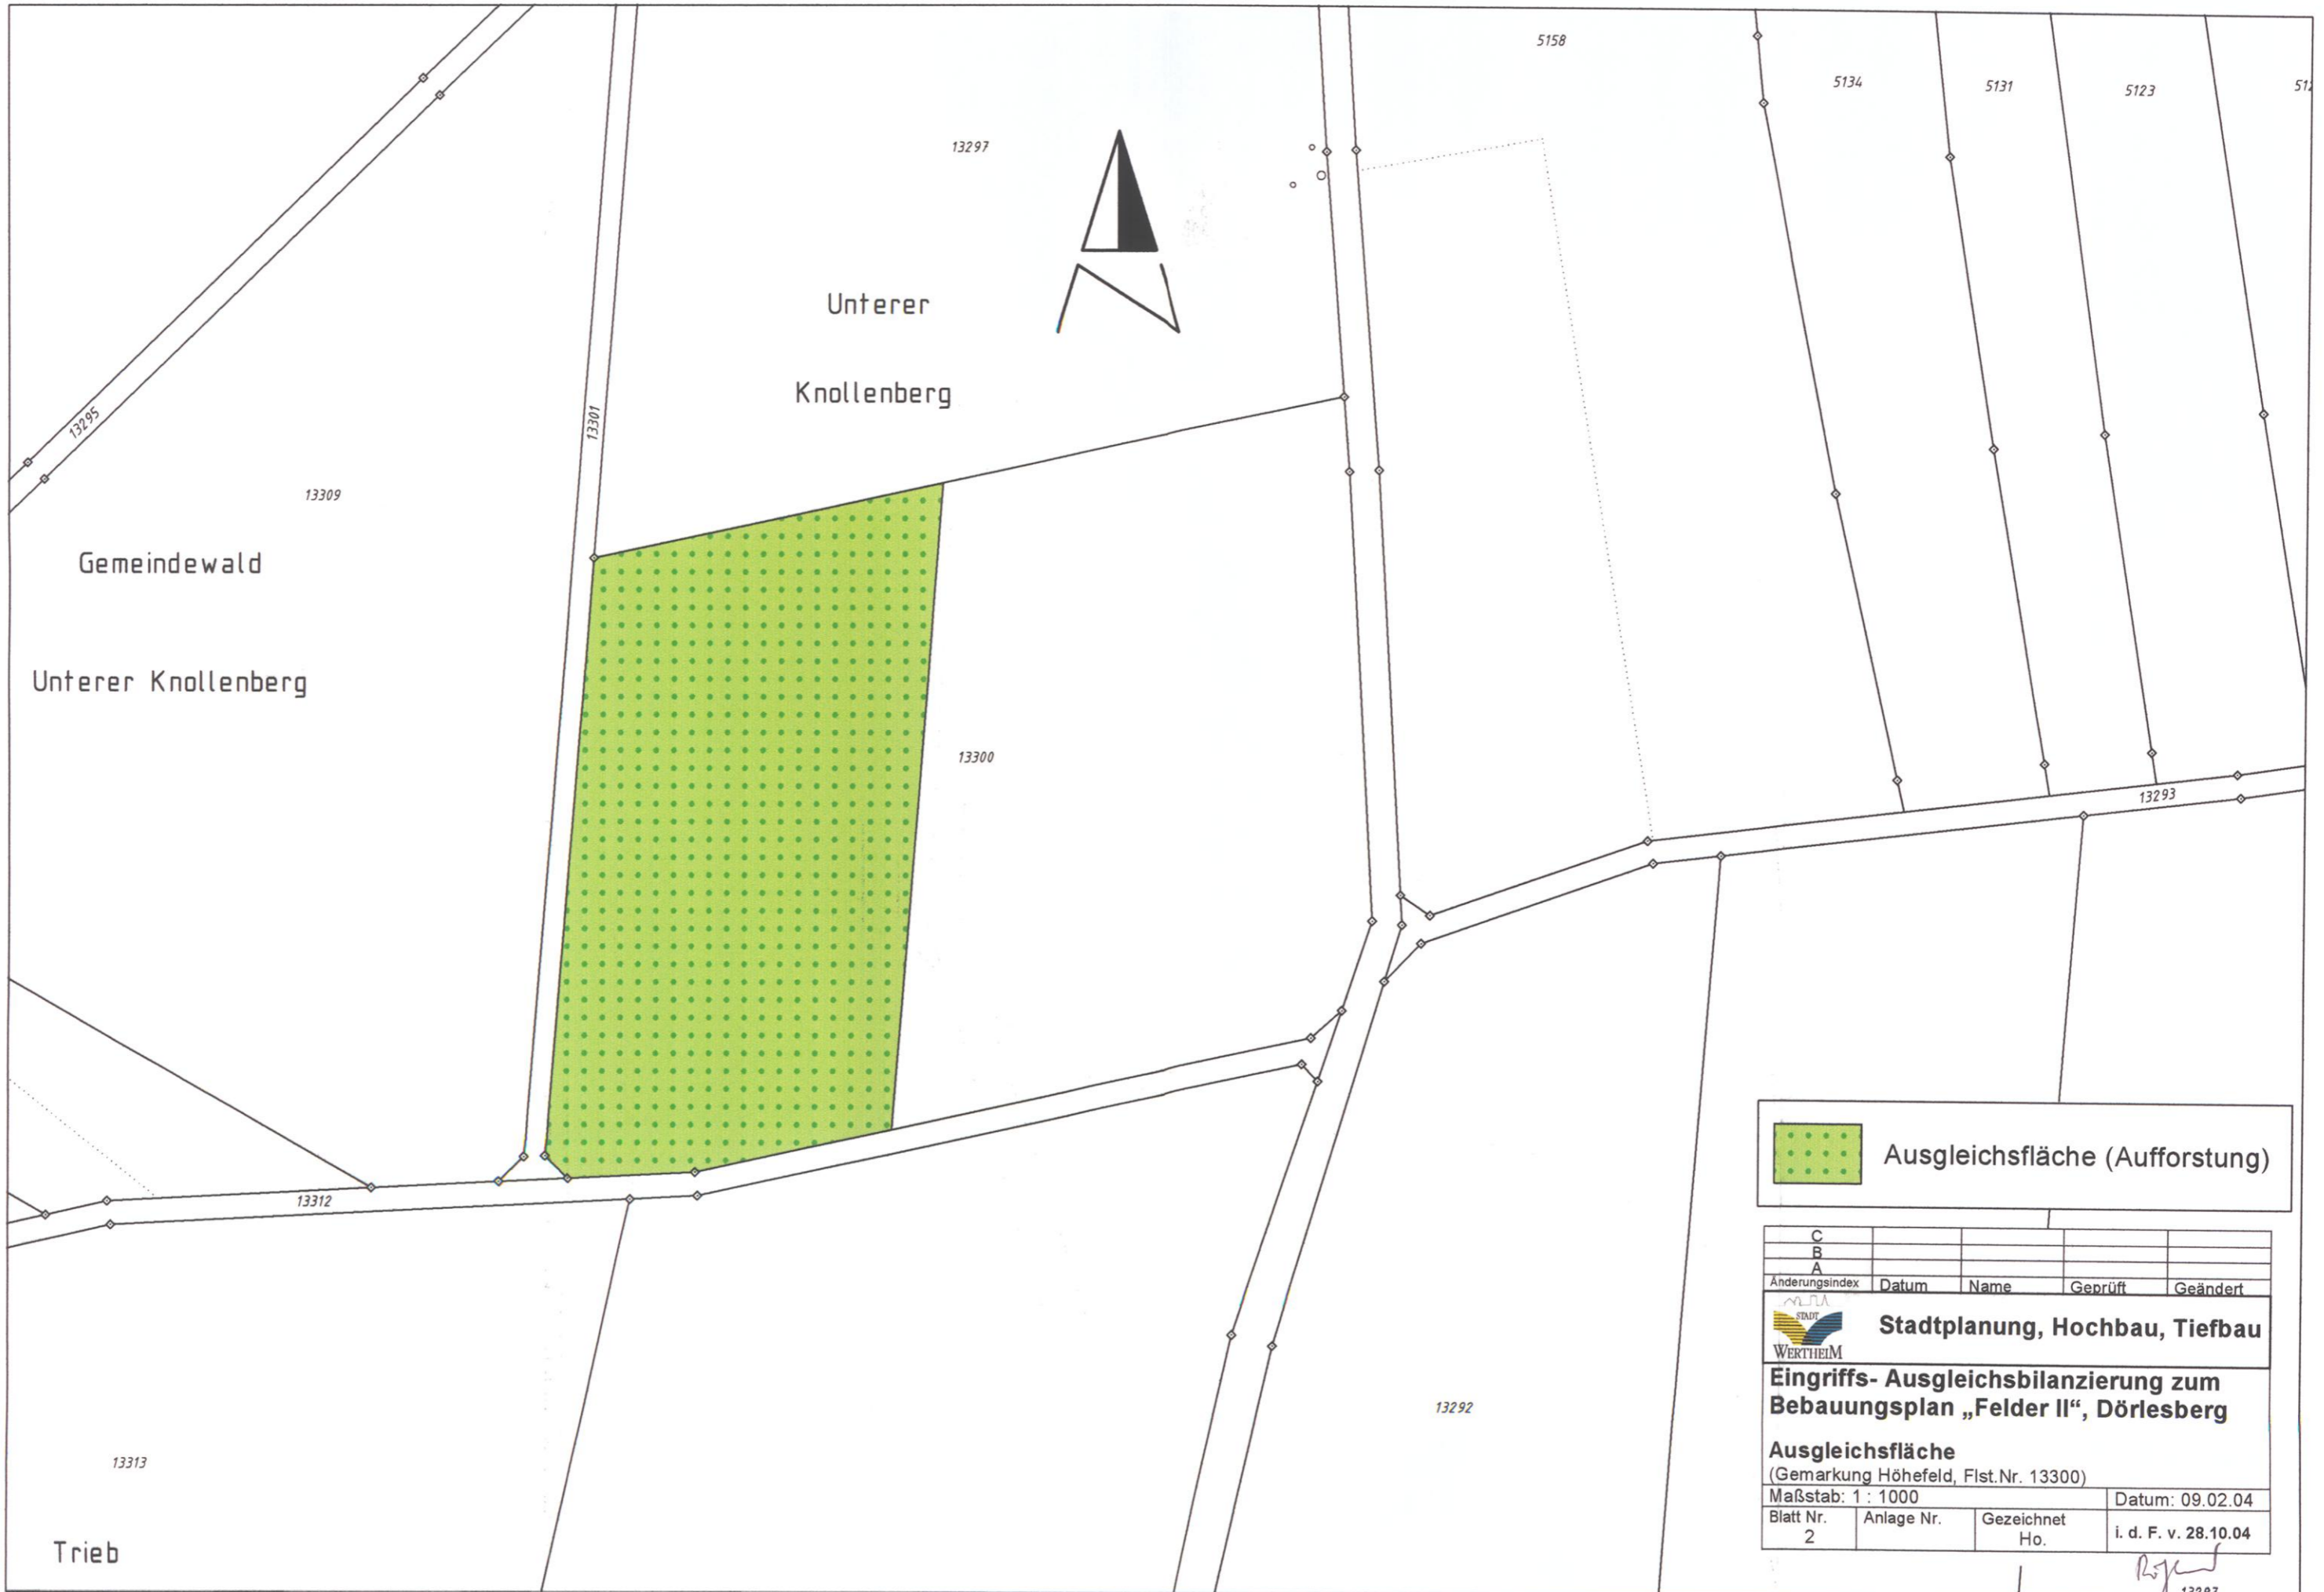 5158
5134
5131
5123
13297
Unterer
Knollenberg
13295
13301
13309
Gemeindewald
Unterer Knollenberg
13300
13293
13312
13292
13313
Trieb
Ausgleichsfläche (Aufforstung)
C
B
A
Änderungsindex Datum Name Geprüft Geändert
STADT
WERTHEIM
Stadtplanung, Hochbau, Tiefbau
Eingriffs- Ausgleichsbilanzierung zum
Bebauungsplan „Felder II“, Dörlesberg
Ausgleichsfläche
(Gemarkung Höhefeld, Flst.Nr. 13300)
Maßstab: 1 : 1000 Datum: 09.02.04
Blatt Nr. Anlage Nr. Gezeichnet
2 Ho. i. d. F. v. 28.10.04